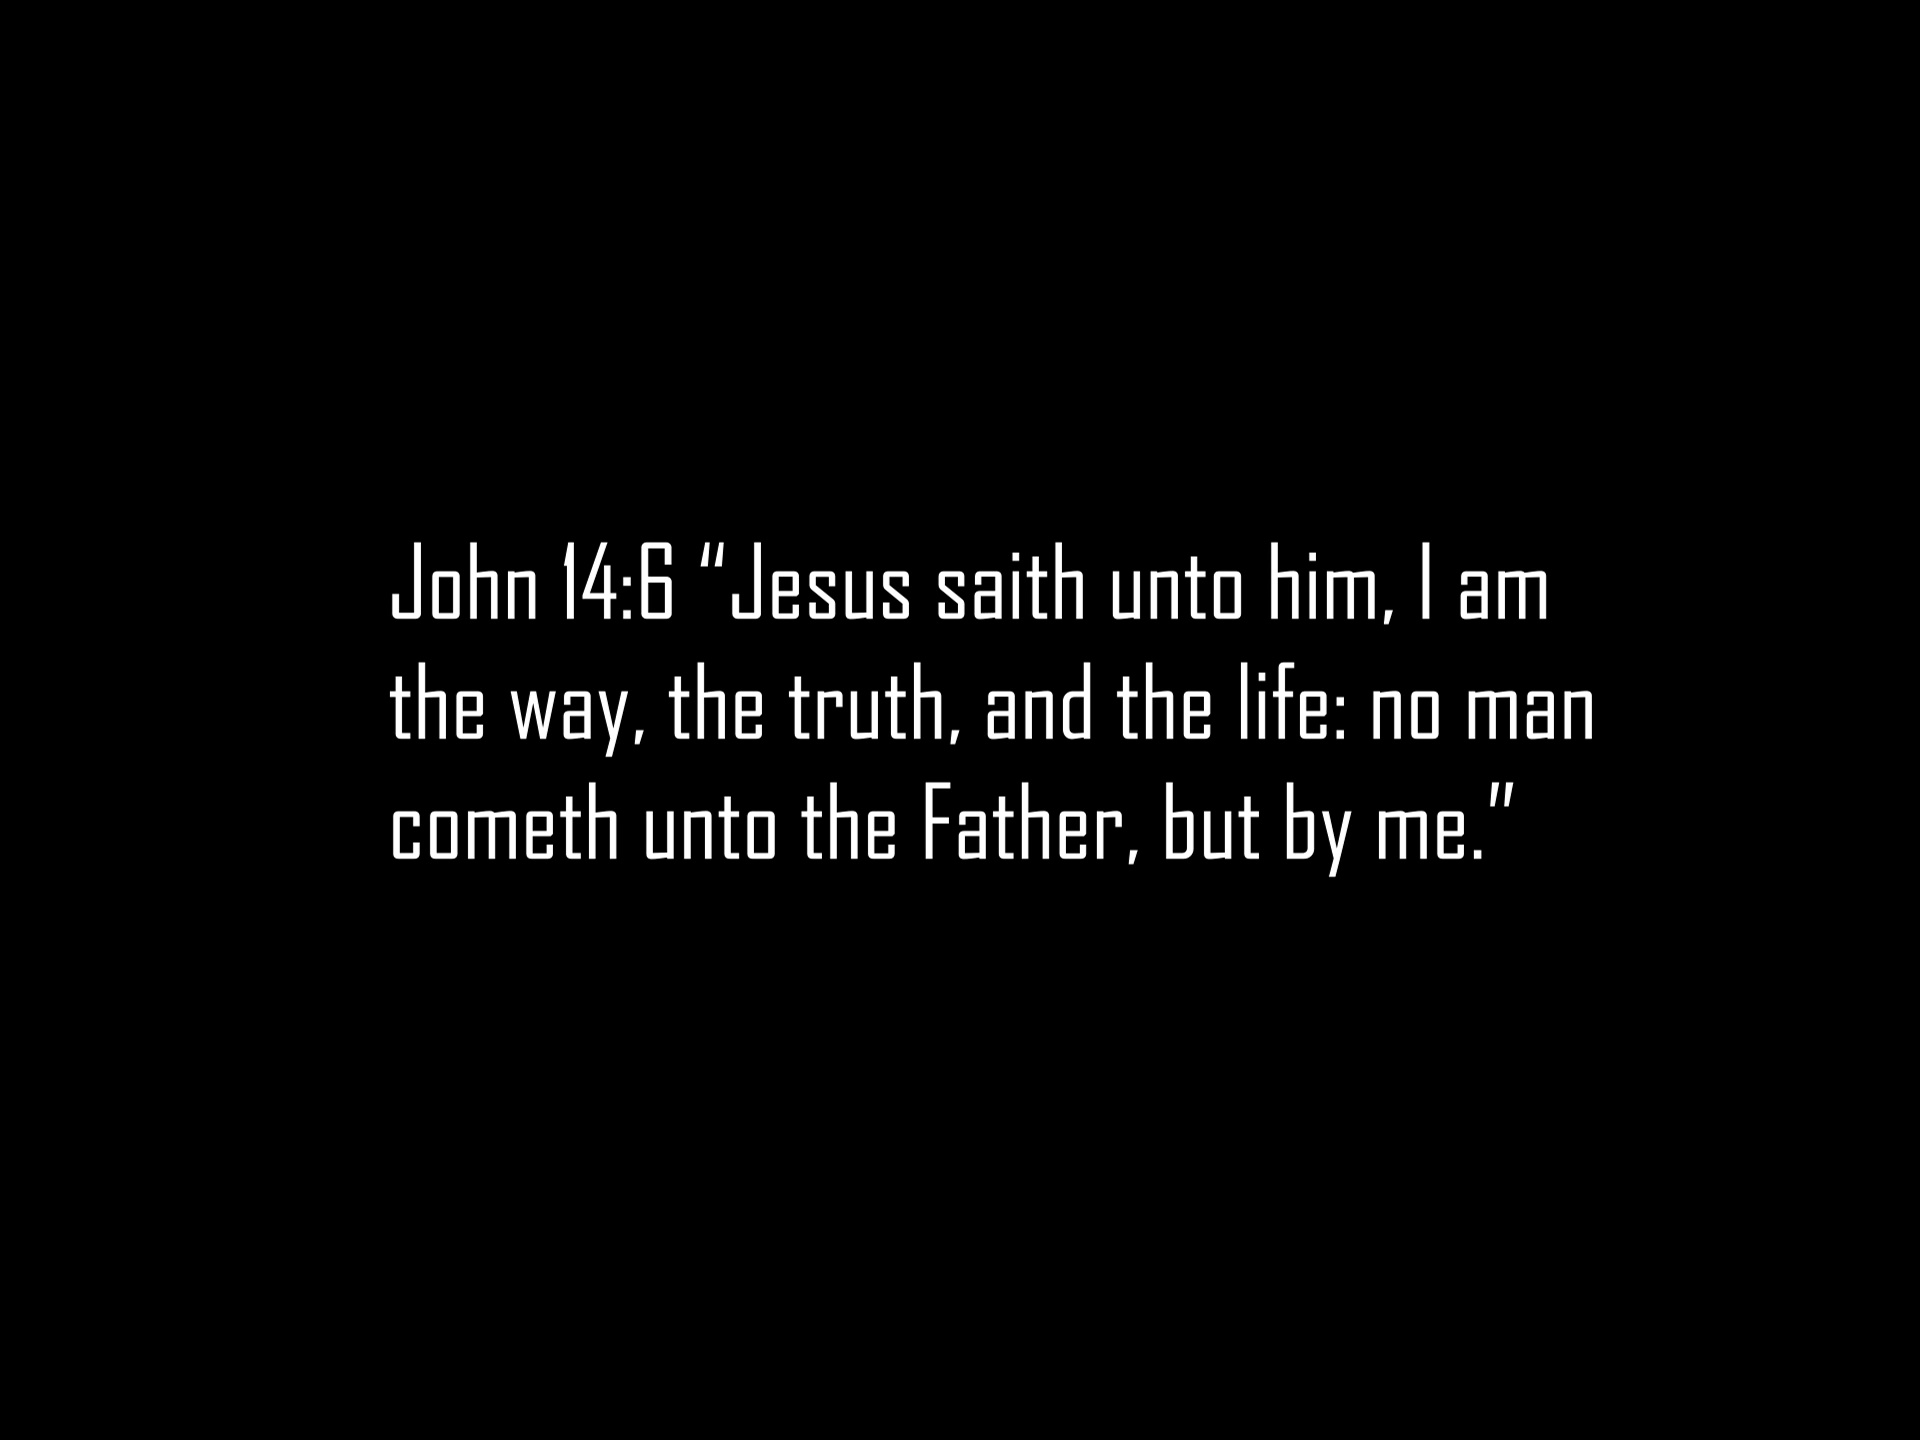 John 14:6 “Jesus saith unto him, I am
the way, the truth, and the life: no man
cometh unto the Father, but by me.”